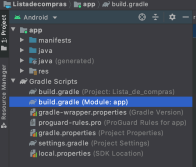 Listadecompras
build.gradle
Android
app
manifests
java
java (generated)
res
Gradle Scripts
build.gradle (Project: Lista_de_compras)
build.gradle (Module: app)
gradle-wrapper.properties (Gradle Version)
proguard-rules.pro (ProGuard Rules for app)
gradle.properties (Project Properties)
settings.gradle (Project Settings)
local.properties (SDK Location)
1: Project
Resource Manager